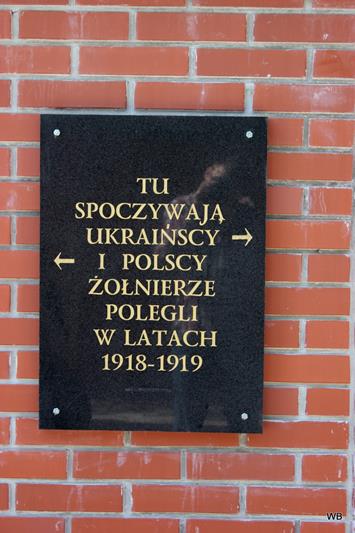 TU
SPOCZYWAJĄ
UKRAIŃSCY →
← I POLSCY
ŻOŁNIERZE
POLEGLI
W LATACH
1918-1919
WB